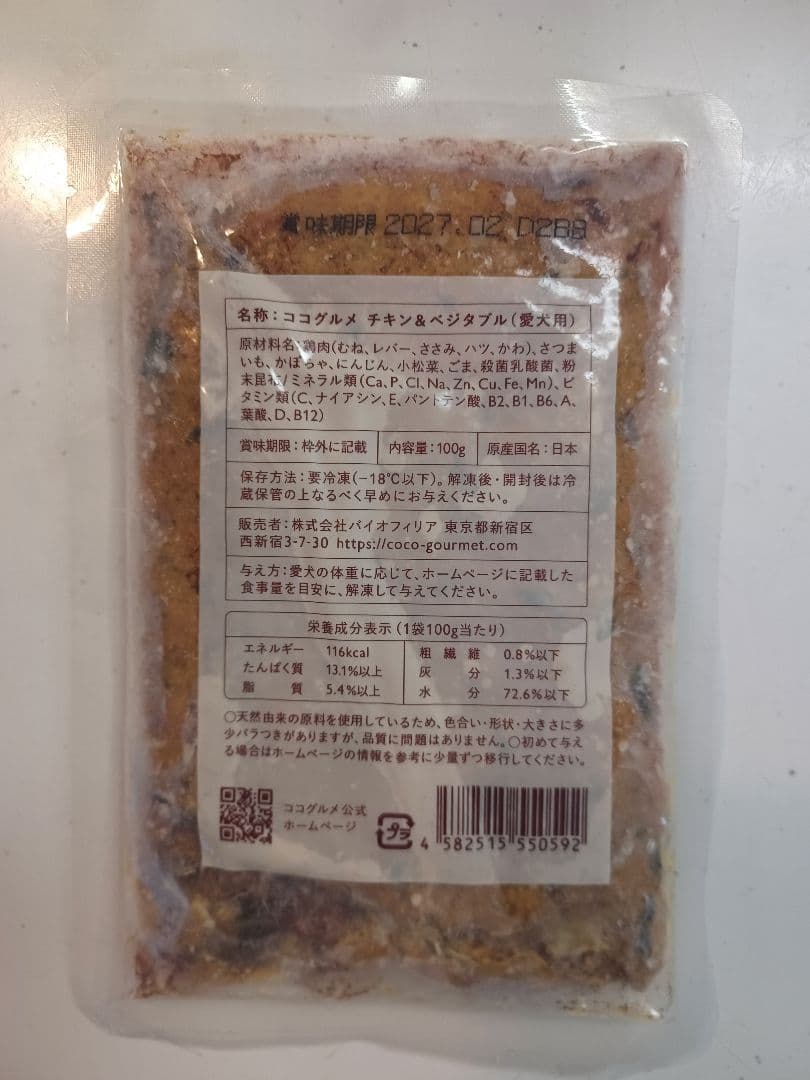 賞味期限 2027.02 D268
名称：ココグルメ チキン&ベジタブル（愛犬用）
原材料名：鶏肉（むね、レバー、ささみ、ハツ、かわ）、さつま
いも、かぼちゃ、にんじん、小松菜、ごま、殺菌乳酸菌、粉
末昆布/ミネラル類（Ca、P、Cl、Na、Zn、Cu、Fe、Mn）、ビ
タミン類（C、ナイアシン、E、パントテン酸、B2、B1、B6、A、
葉酸、D、B12）
賞味期限：枠外に記載 内容量：100g 原産国名：日本
保存方法：要冷凍（－18℃以下）。解凍後・開封後は冷
蔵保管の上なるべく早めにお与えください。
販売者：株式会社バイオフィリア 東京都新宿区
西新宿3-7-30 https://coco-gourmet.com
与え方：愛犬の体重に応じて、ホームページに記載した
食事量を目安に、解凍して与えてください。
栄養成分表示（1袋100g当たり）
エネルギー 116kcal 粗繊維 0.8%以下
たんぱく質 13.1%以上 灰分 1.3%以下
脂質 5.4%以上 水分 72.6%以下
○天然由来の原料を使用しているため、色合い・形状・大きさに多
少バラつきがありますが、品質に問題はありません。○初めて与え
る場合はホームページの情報を参考に少量ずつ移行してください。
ココグルメ公式
ホームページ
プラ
4 582515 550592